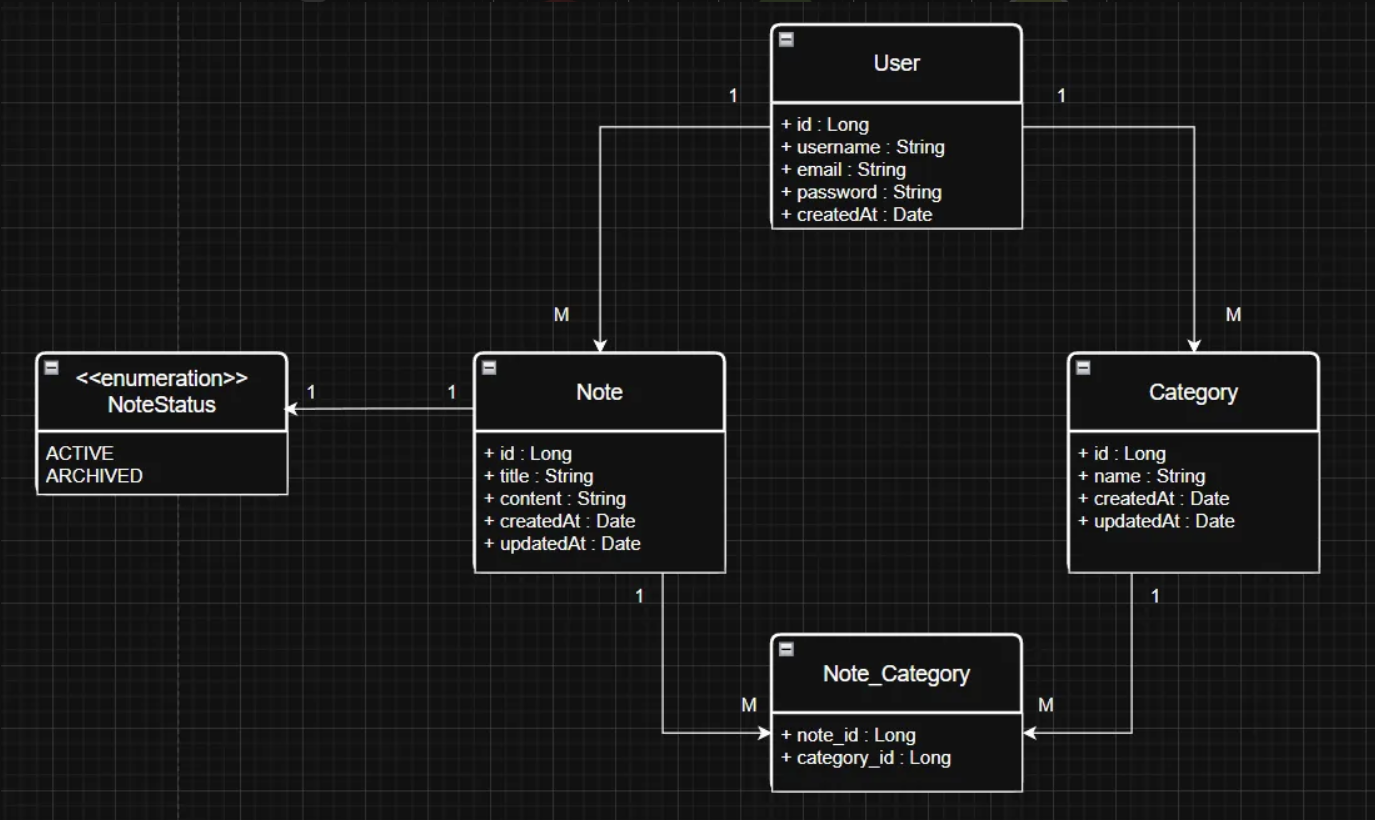 User
1
1
+ id : Long
+ username : String
+ email : String
+ password : String
+ createdAt : Date
M
M
<<enumeration>>
NoteStatus
1
1
ACTIVE
ARCHIVED
Note
+ id : Long
+ title : String
+ content : String
+ createdAt : Date
+ updatedAt : Date
Category
+ id : Long
+ name : String
+ createdAt : Date
+ updatedAt : Date
1
1
Note_Category
M
M
+ note_id : Long
+ category_id : Long